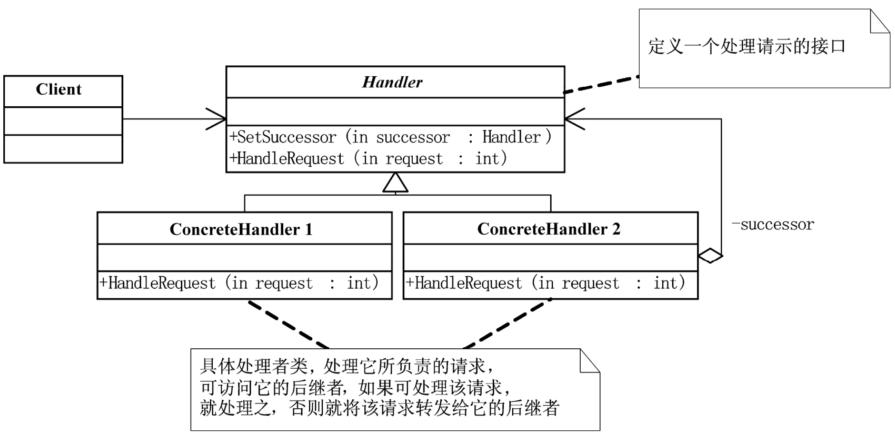 定义一个处理请示的接口
Client
Handler
+SetSuccessor (in successor : Handler)
+HandleRequest (in request : int)
ConcreteHandler 1
+HandleRequest (in request : int)
ConcreteHandler 2
+HandleRequest (in request : int)
-successor
具体处理者类，处理它所负责的请求，
可访问它的后继者，如果可处理该请求，
就处理之，否则就将该请求转发给它的后继者